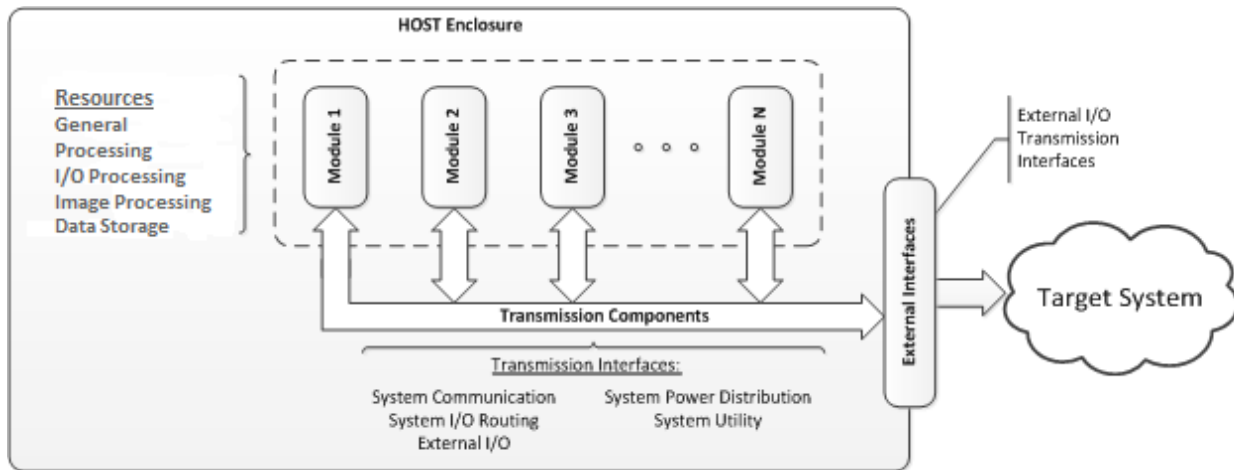 HOST Enclosure
Resources
General
Processing
I/O Processing
Image Processing
Data Storage
Module 1
Module 2
Module 3
Module N
External I/O
Transmission
Interfaces
External Interfaces
Target System
Transmission Components
Transmission Interfaces:
System Communication
System I/O Routing
External I/O
System Power Distribution
System Utility